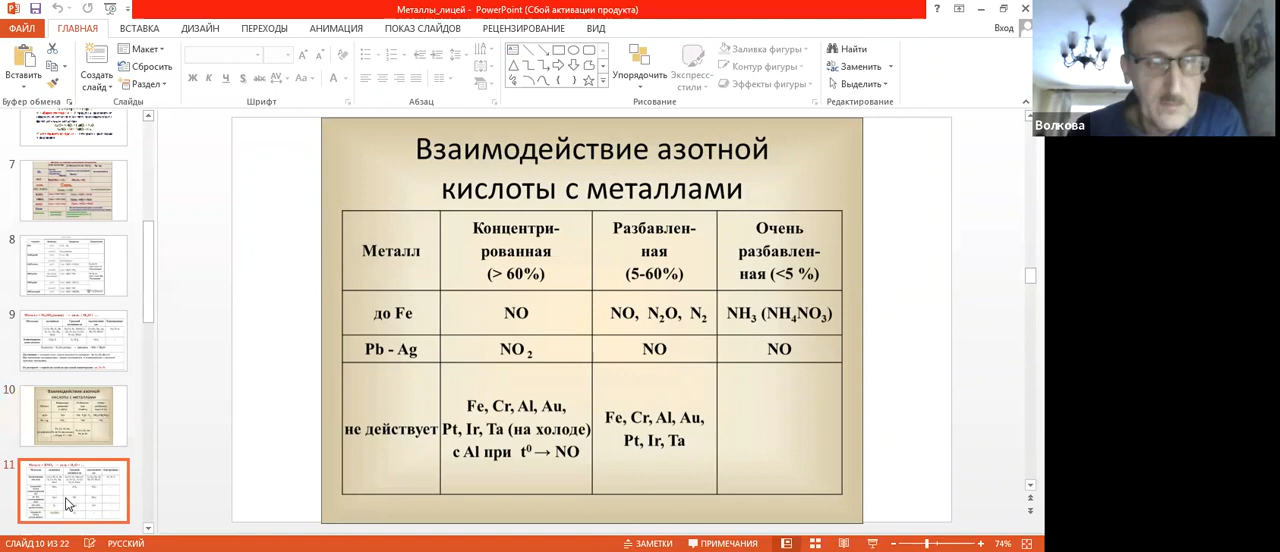 Металлы_лицей - PowerPoint (Сбой активации продукта)
ФАЙЛ ГЛАВНАЯ ВСТАВКА ДИЗАЙН ПЕРЕХОДЫ АНИМАЦИЯ ПОКАЗ СЛАЙДОВ РЕЦЕНЗИРОВАНИЕ ВИД Вход
Вставить
Создать слайд
Макет
Сбросить
Раздел
Упорядочить
Экспресс-стили
Заливка фигуры
Контур фигуры
Эффекты фигуры
Найти
Заменить
Выделить
Буфер обмена Слайды Шрифт Абзац Рисование Редактирование
Волкова
7
8
9
10
11
Взаимодействие азотной
кислоты с металлами
Металл
Концентри-
рованная
(> 60%)
Разбавлен-
ная
(5-60%)
Очень
разбавлен-
ная (<5 %)
до Fe NO NO, N2O, N2 NH3 (NH4NO3)
Pb - Ag NO2 NO NO
не действует
Fe, Cr, Al, Au,
Pt, Ir, Ta (на холоде)
с Al при t⁰ → NO
Fe, Cr, Al, Au,
Pt, Ir, Ta
СЛАЙД 10 ИЗ 22 РУССКИЙ ЗАМЕТКИ ПРИМЕЧАНИЯ 74%